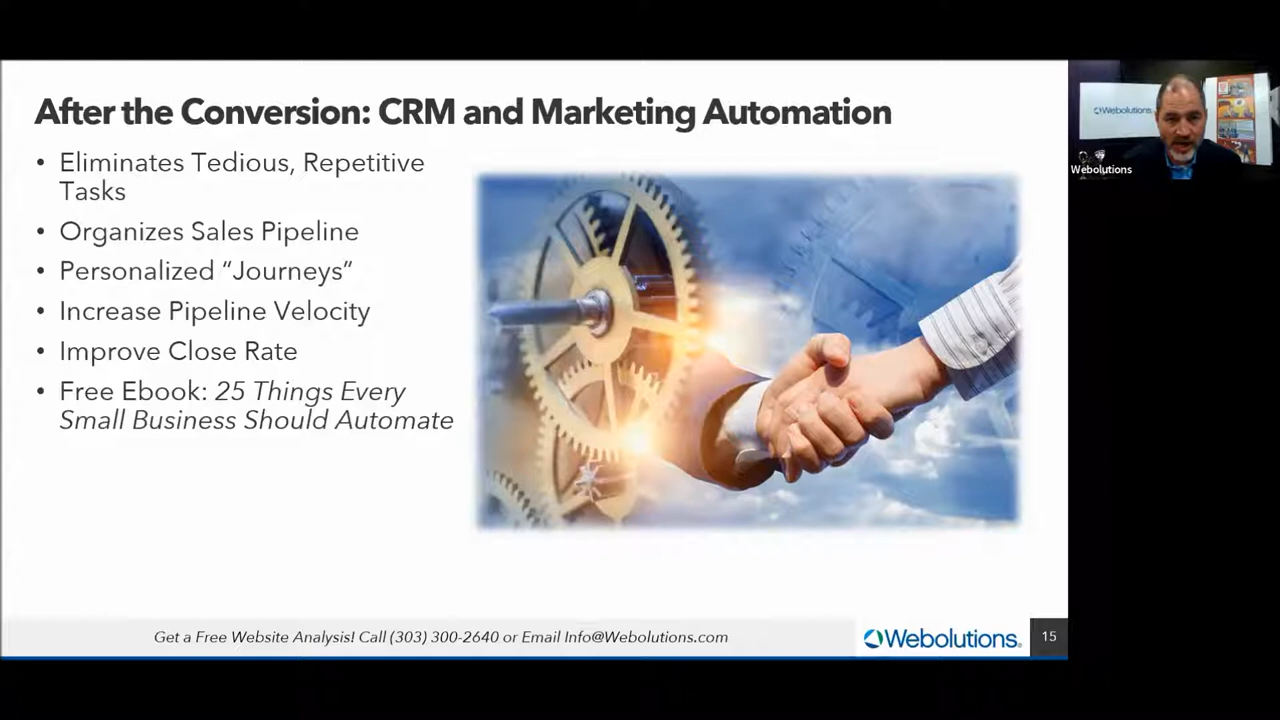 After the Conversion: CRM and Marketing Automation
• Eliminates Tedious, Repetitive
Tasks
• Organizes Sales Pipeline
• Personalized “Journeys”
• Increase Pipeline Velocity
• Improve Close Rate
• Free Ebook: 25 Things Every
Small Business Should Automate
Get a Free Website Analysis! Call (303) 300-2640 or Email Info@Webolutions.com
Webolutions®
15
Webolutions
Webolutions